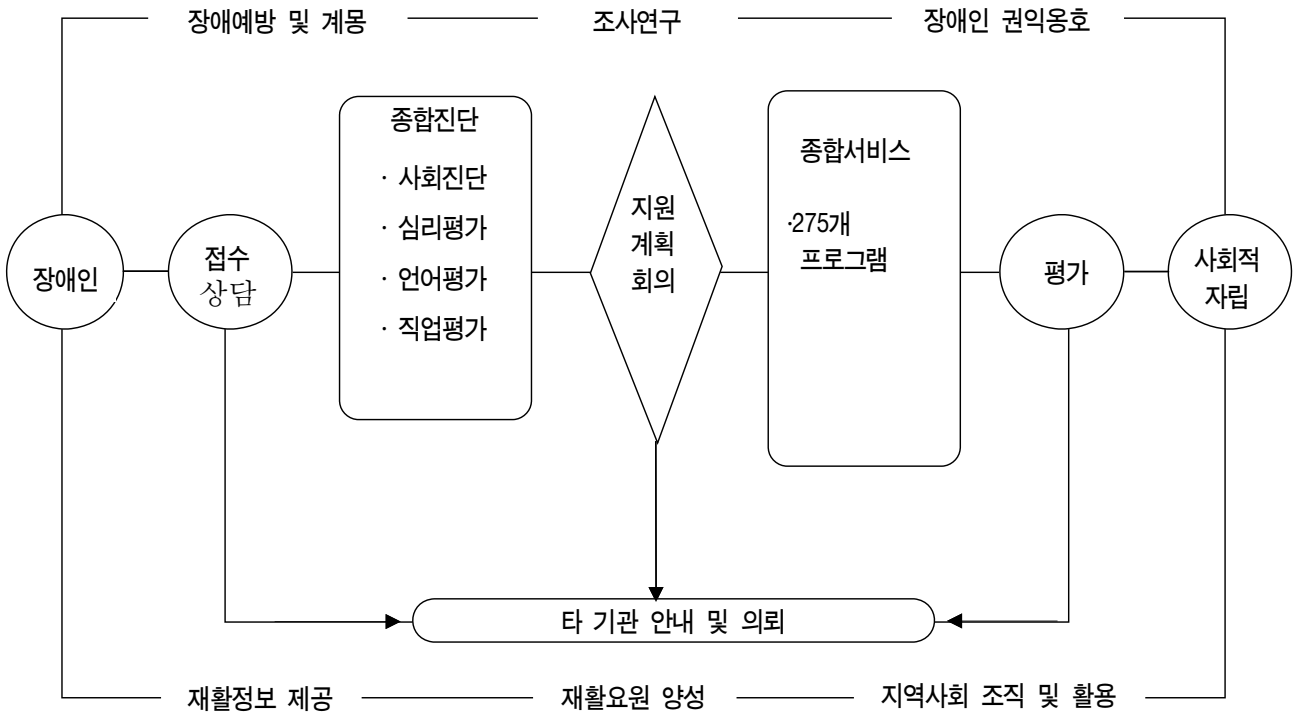 장애예방 및 계몽
조사연구
장애인 권익옹호
장애인
접수
상담
종합진단
· 사회진단
· 심리평가
· 언어평가
· 직업평가
지원
계획
회의
종합서비스
·275개
프로그램
평가
사회적
자립
타 기관 안내 및 의뢰
재활정보 제공
재활요원 양성
지역사회 조직 및 활용